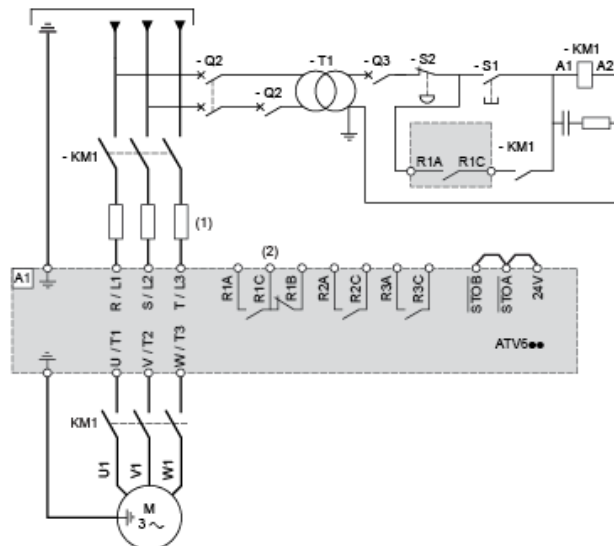 - Q2
- T1
- Q3
- S2
- S1
- KM1
A1
A2
- Q2
- KM1
R1A
R1C
- KM1
(1)
(2)
A1
R / L1
S / L2
T / L3
R1A
R1C
R1B
R2A
R2C
R3A
R3C
STOB
STOA
24V
U / T1
V / T2
W / T3
ATV6●●
KM1
U1
V1
W1
M
3 ~